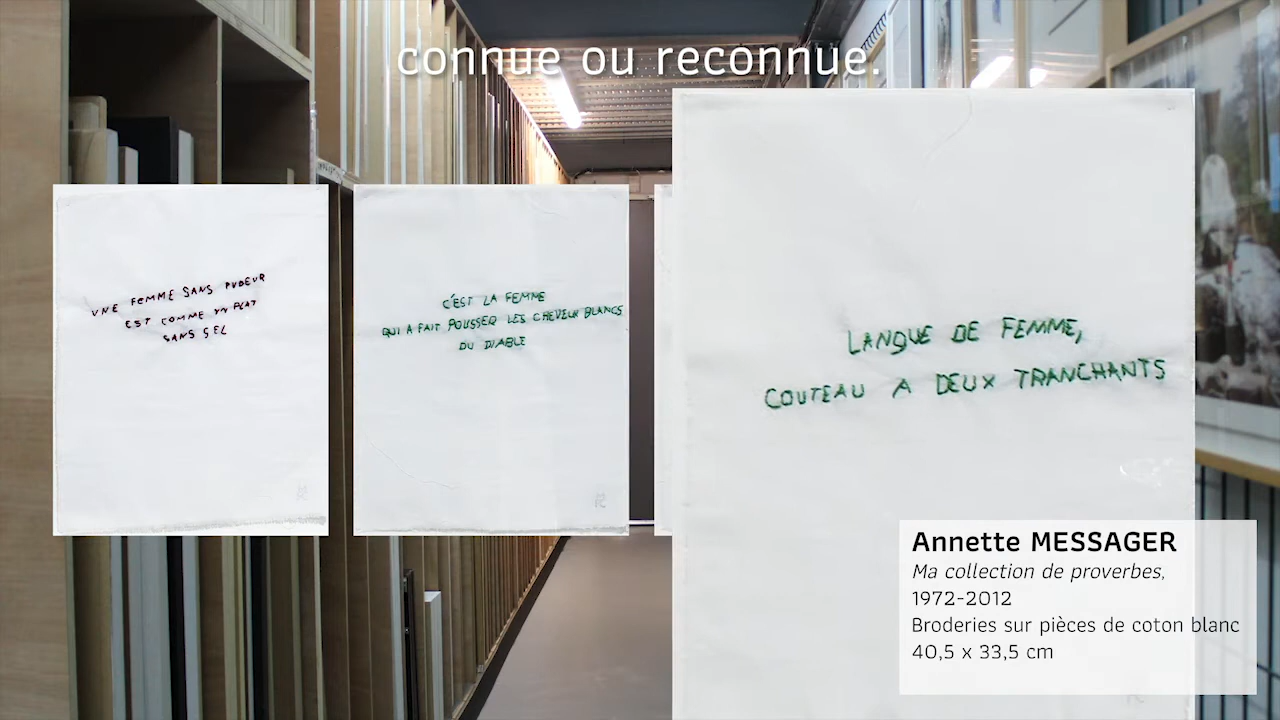 connue ou reconnue.
UNE FEMME SANS PUDEUR
EST COMME UN PLAT
SANS SEL
C'EST LA FEMME
QUI A FAIT POUSSER LES CHEVEUX BLANCS
DU DIABLE
LANGUE DE FEMME,
COUTEAU A DEUX TRANCHANTS
Annette MESSAGER
Ma collection de proverbes,
1972-2012
Broderies sur pièces de coton blanc
40,5 x 33,5 cm